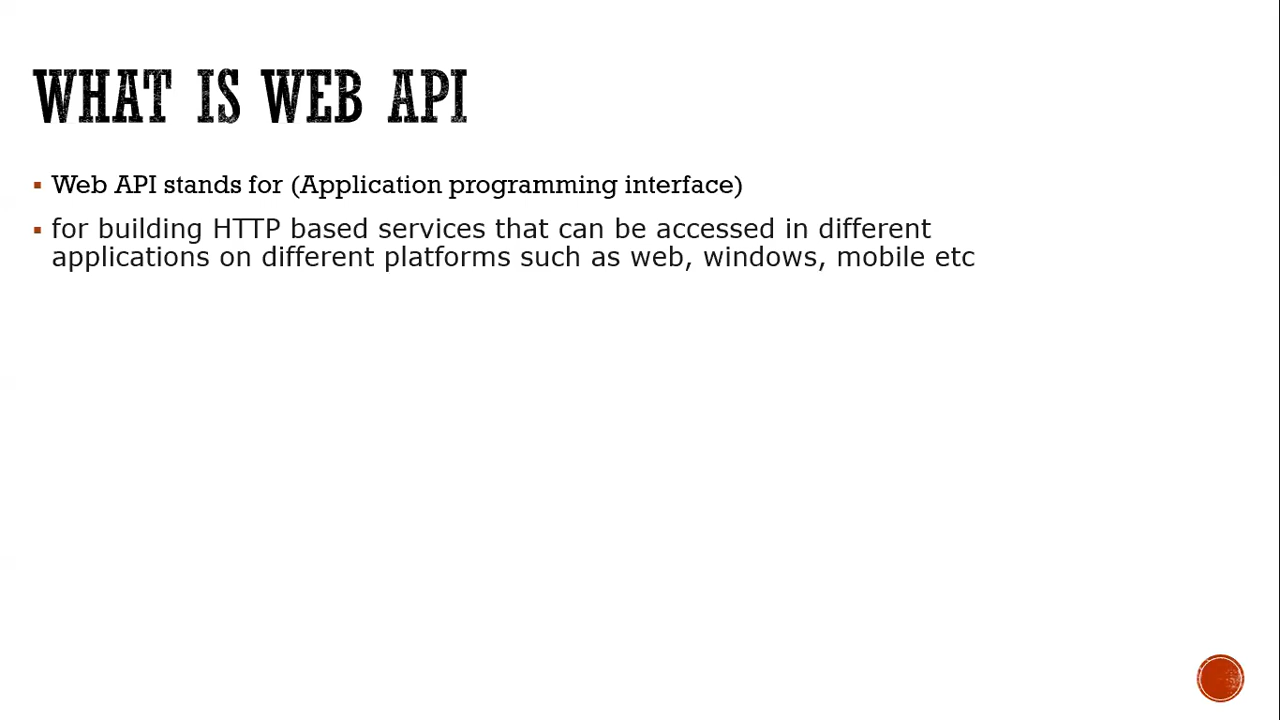 WHAT IS WEB API
▪ Web API stands for (Application programming interface)
▪ for building HTTP based services that can be accessed in different
applications on different platforms such as web, windows, mobile etc